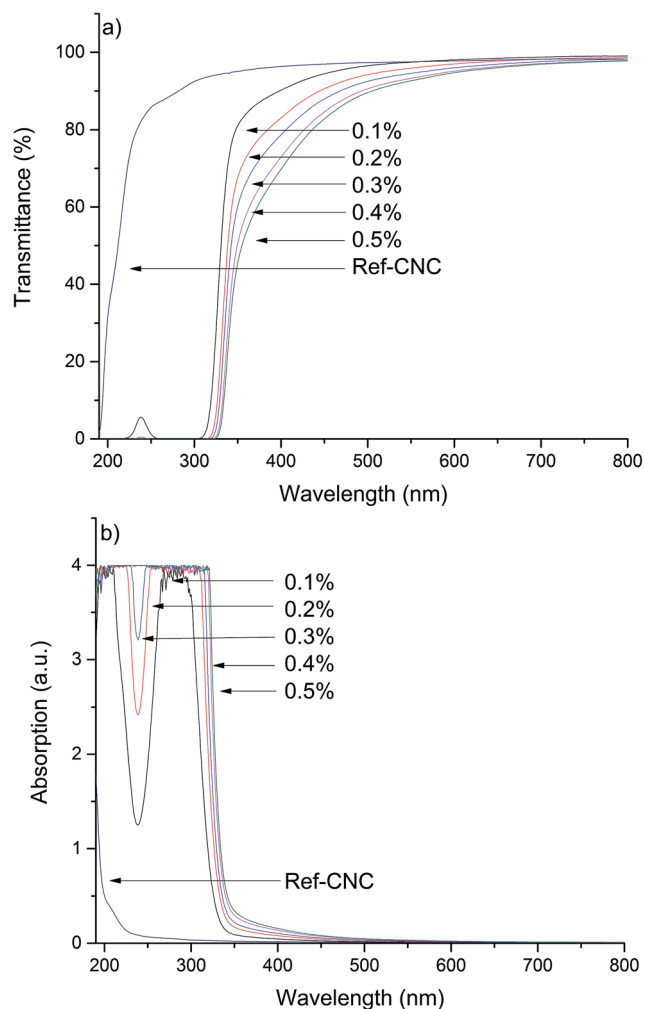 a)
100
80
60
40
20
0
Transmittance (%)
0.1%
0.2%
0.3%
0.4%
0.5%
Ref-CNC
200 300 400 500 600 700 800
Wavelength (nm)
b)
4
3
2
1
0
Absorption (a.u.)
0.1%
0.2%
0.3%
0.4%
0.5%
Ref-CNC
200 300 400 500 600 700 800
Wavelength (nm)